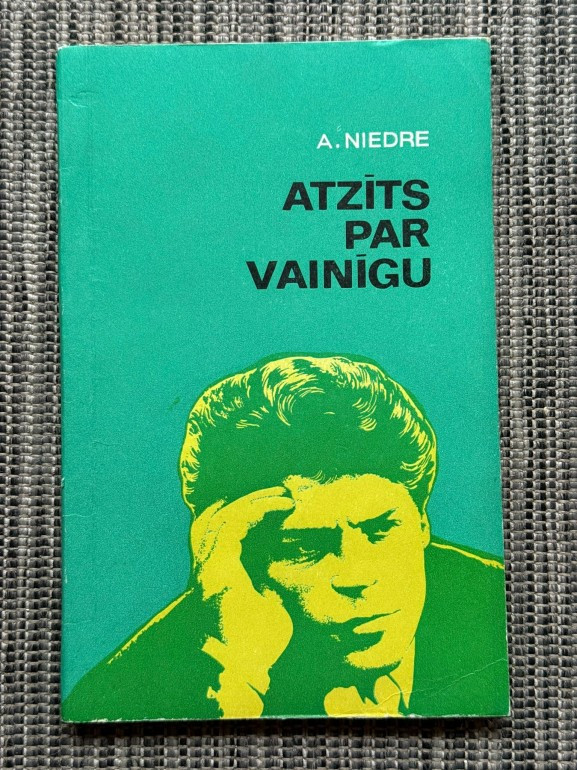 A. NIEDRE
ATZĪTS
PAR
VAINĪGU